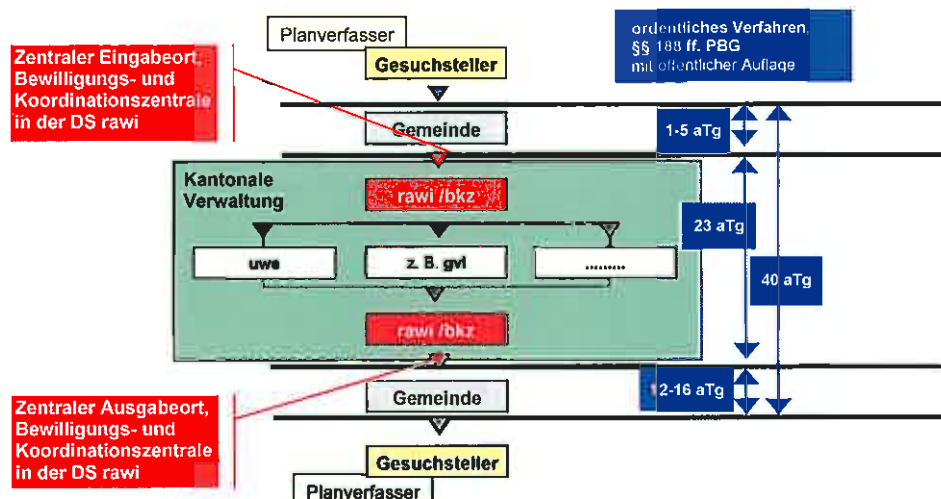 Planverfasser
Gesuchsteller
ordentliches Verfahren,
§§ 188 ff. PBG
mit öffentlicher Auflage
Zentraler Eingabeort,
Bewilligungs- und
Koordinationszentrale
in der DS rawi
Gemeinde
1-5 aTg
Kantonale
Verwaltung
rawi /bkz
23 aTg
uwe
z. B. gvl
.........
40 aTg
rawi /bkz
Zentraler Ausgabeort,
Bewilligungs- und
Koordinationszentrale
in der DS rawi
Gemeinde
2-16 aTg
Gesuchsteller
Planverfasser